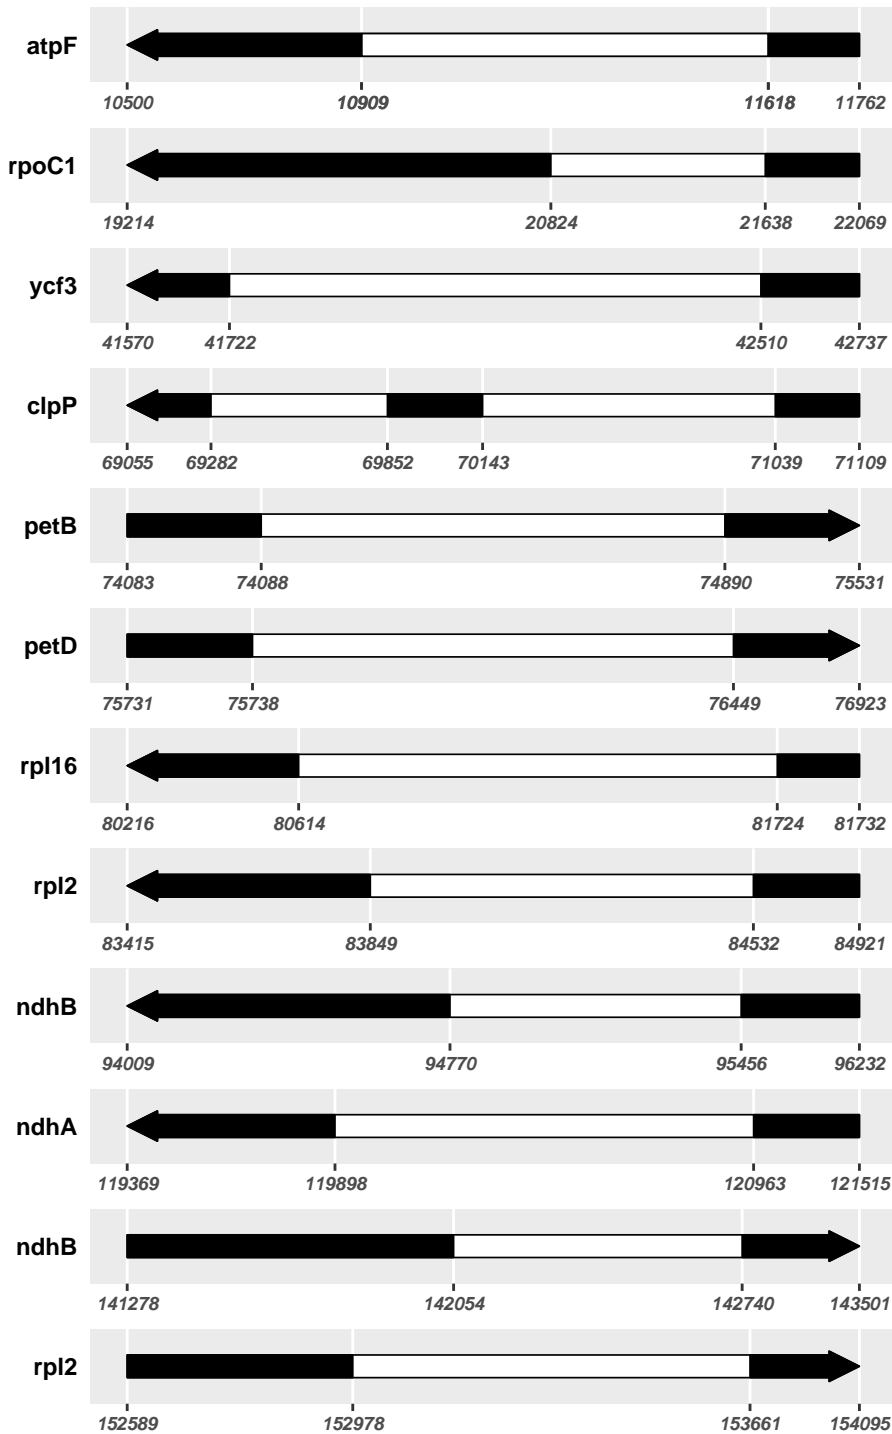 atpF
10500 10909 11618 11762
rpoC1
19214 20824 21638 22069
ycf3
41570 41722 42510 42737
clpP
69055 69282 69852 70143 71039 71109
petB
74083 74088 74890 75531
petD
75731 75738 76449 76923
rpl16
80216 80614 81724 81732
rpl2
83415 83849 84532 84921
ndhB
94009 94770 95456 96232
ndhA
119369 119898 120963 121515
ndhB
141278 142054 142740 143501
rpl2
152589 152978 153661 154095